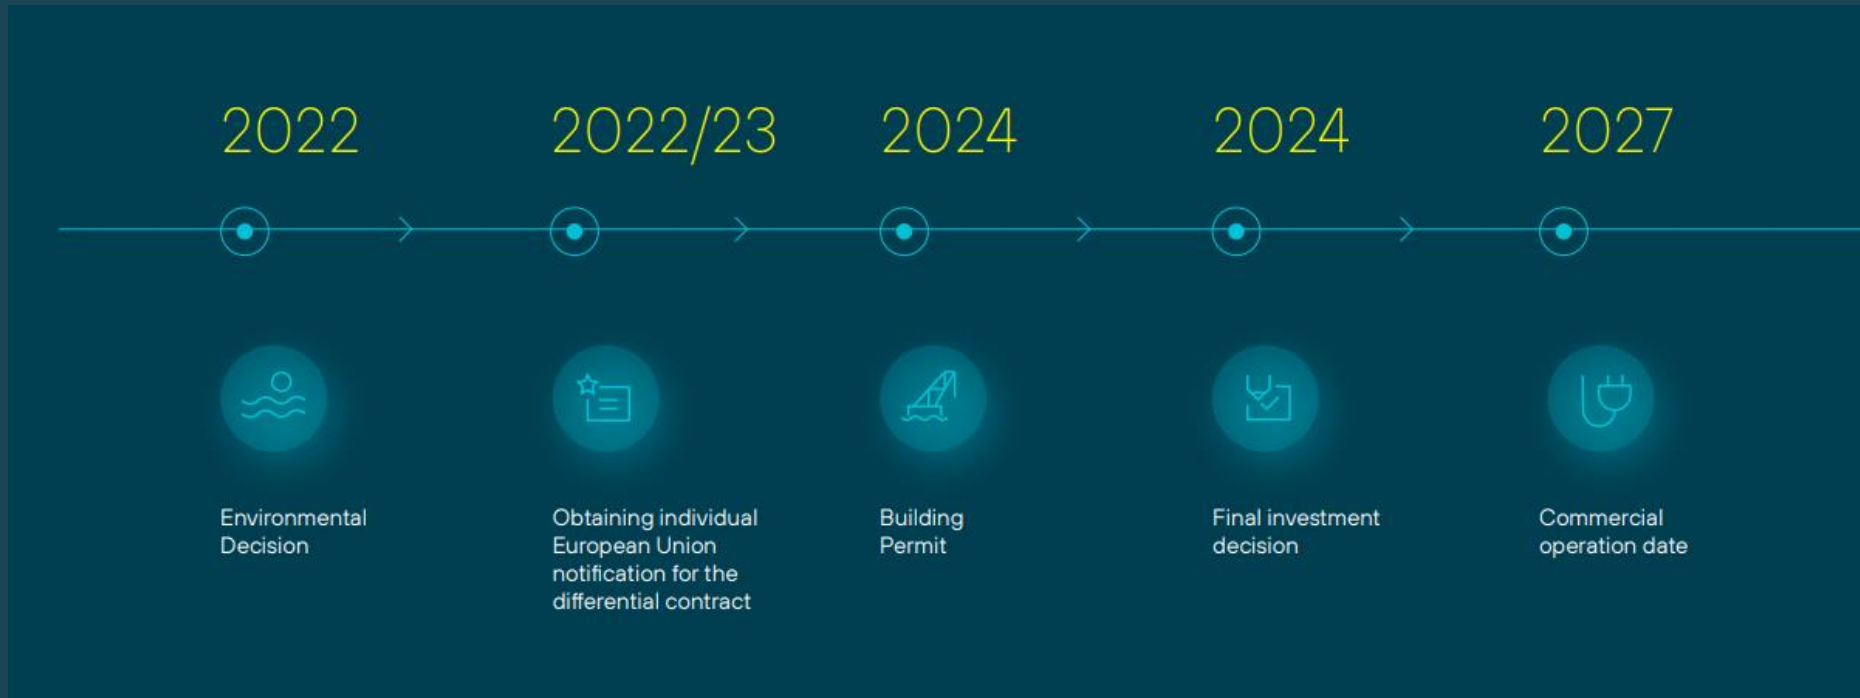 2022
2022/23
2024
2024
2027
Environmental
Decision
Obtaining individual
European Union
notification for the
differential contract
Building
Permit
Final investment
decision
Commercial
operation date